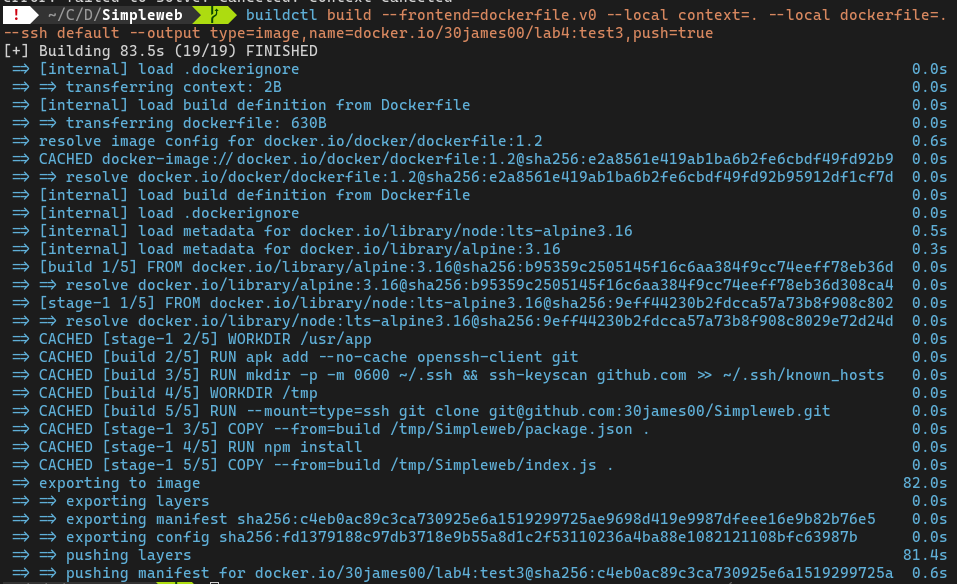 ! ~/C/D/Simpleweb buildctl build --frontend=dockerfile.v0 --local context=. --local dockerfile=.
--ssh default --output type=image,name=docker.io/30james00/lab4:test3,push=true
[+] Building 83.5s (19/19) FINISHED
=> [internal] load .dockerignore 0.0s
=> => transferring context: 2B 0.0s
=> [internal] load build definition from Dockerfile 0.0s
=> => transferring dockerfile: 630B 0.0s
=> resolve image config for docker.io/docker/dockerfile:1.2 0.6s
=> CACHED docker-image://docker.io/docker/dockerfile:1.2@sha256:e2a8561e419ab1ba6b2fe6cbdf49fd92b9 0.0s
=> => resolve docker.io/docker/dockerfile:1.2@sha256:e2a8561e419ab1ba6b2fe6cbdf49fd92b95912df1cf7d 0.0s
=> [internal] load build definition from Dockerfile 0.0s
=> [internal] load .dockerignore 0.0s
=> [internal] load metadata for docker.io/library/node:lts-alpine3.16 0.5s
=> [internal] load metadata for docker.io/library/alpine:3.16 0.3s
=> [build 1/5] FROM docker.io/library/alpine:3.16@sha256:b95359c2505145f16c6aa384f9cc74eeff78eb36d 0.0s
=> => resolve docker.io/library/alpine:3.16@sha256:b95359c2505145f16c6aa384f9cc74eeff78eb36d308ca4 0.0s
=> [stage-1 1/5] FROM docker.io/library/node:lts-alpine3.16@sha256:9eff44230b2fdcca57a73b8f908c802 0.0s
=> => resolve docker.io/library/node:lts-alpine3.16@sha256:9eff44230b2fdcca57a73b8f908c8029e72d24d 0.0s
=> CACHED [stage-1 2/5] WORKDIR /usr/app 0.0s
=> CACHED [build 2/5] RUN apk add --no-cache openssh-client git 0.0s
=> CACHED [build 3/5] RUN mkdir -p -m 0600 ~/.ssh && ssh-keyscan github.com >> ~/.ssh/known_hosts 0.0s
=> CACHED [build 4/5] WORKDIR /tmp 0.0s
=> CACHED [build 5/5] RUN --mount=type=ssh git clone git@github.com:30james00/Simpleweb.git 0.0s
=> CACHED [stage-1 3/5] COPY --from=build /tmp/Simpleweb/package.json . 0.0s
=> CACHED [stage-1 4/5] RUN npm install 0.0s
=> CACHED [stage-1 5/5] COPY --from=build /tmp/Simpleweb/index.js . 0.0s
=> exporting to image 82.0s
=> => exporting layers 0.0s
=> => exporting manifest sha256:c4eb0ac89c3ca730925e6a1519299725ae9698d419e9987dfeee16e9b82b76e5 0.0s
=> => exporting config sha256:fd1379188c97db3718e9b55a8d1c2f53110236a4ba88e1082121108bfc63987b 0.0s
=> => pushing layers 81.4s
=> => pushing manifest for docker.io/30james00/lab4:test3@sha256:c4eb0ac89c3ca730925e6a1519299725a 0.6s